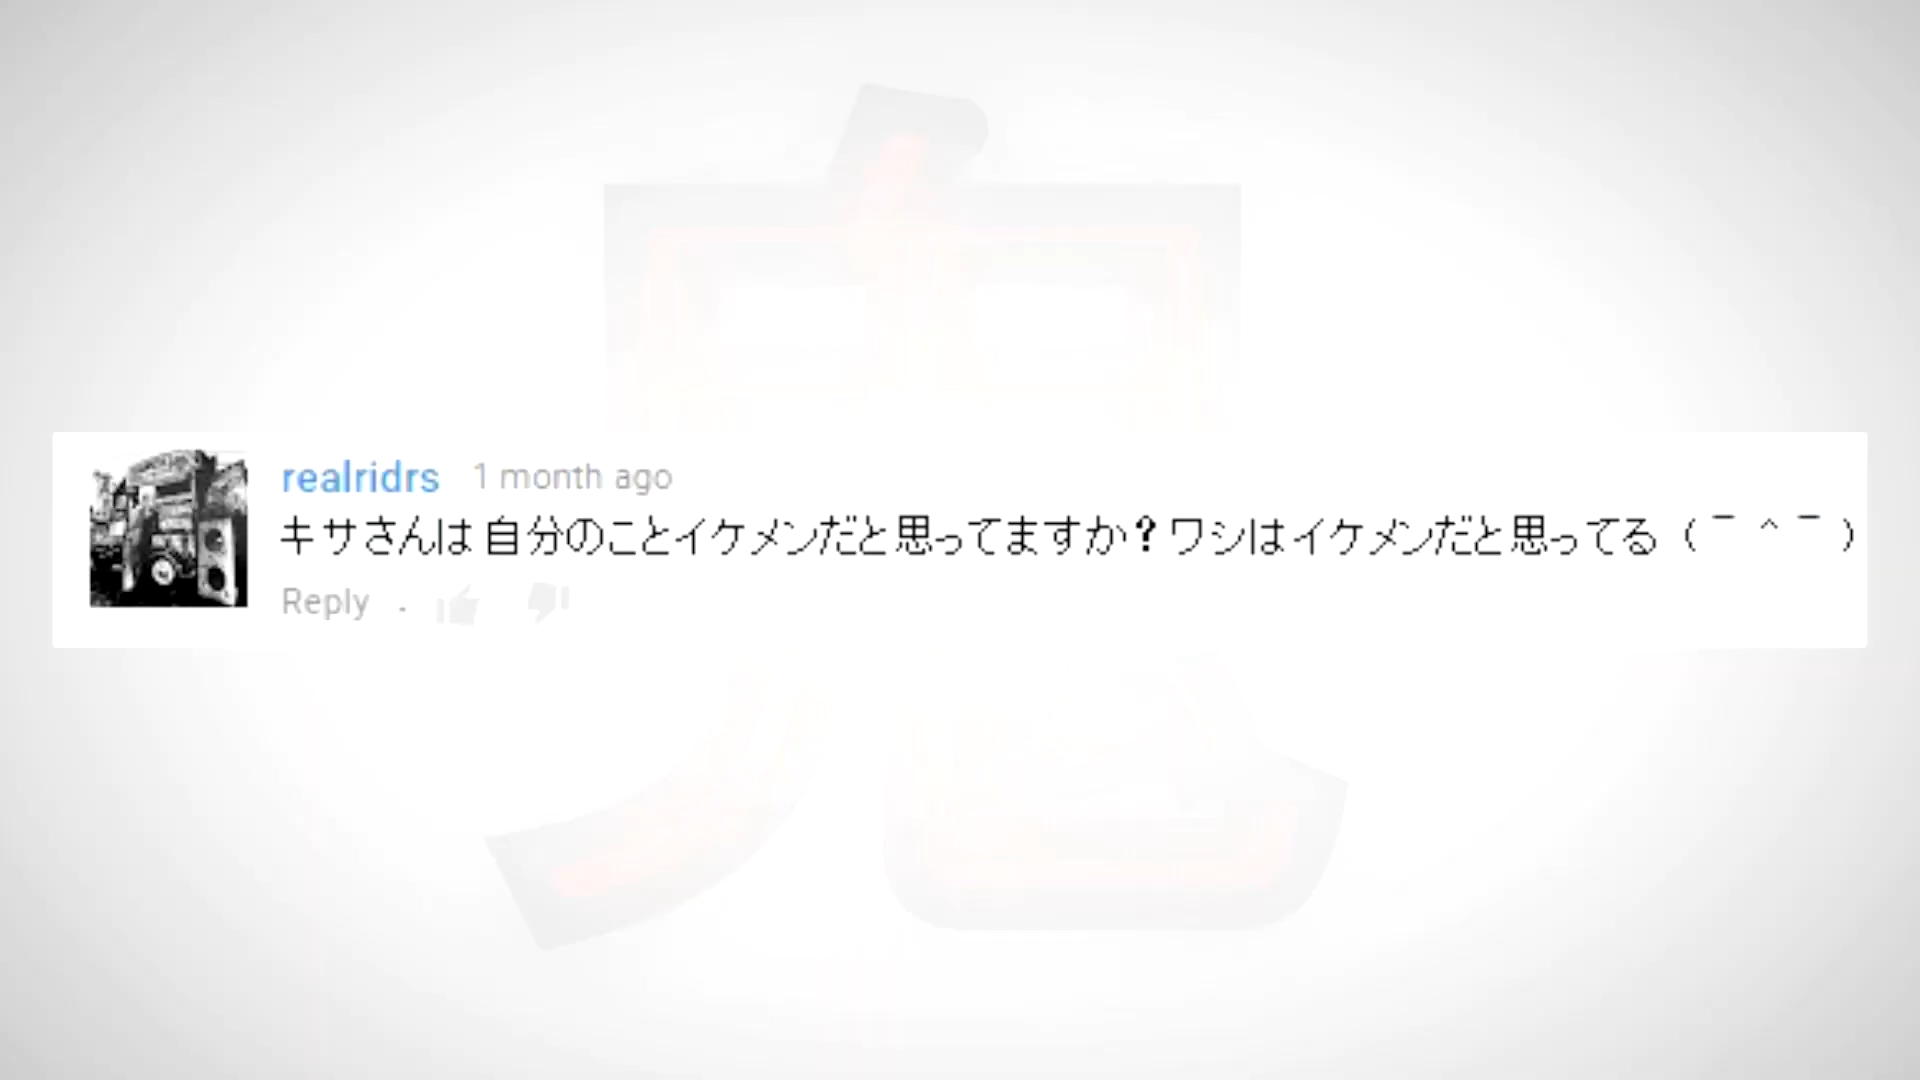 realridrs 1 month ago
キサさんは 自分のことイケメンだと思ってますか？ワシはイケメンだと思ってる（￣＾￣）
Reply .